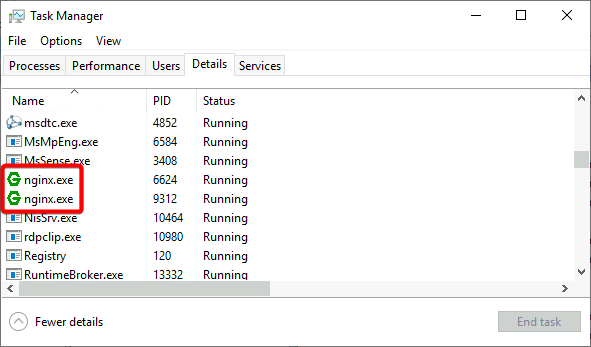 Task Manager
File Options View
Processes Performance Users Details Services
Name PID Status
msdtc.exe 4852 Running
MsMpEng.exe 6584 Running
MsSense.exe 3408 Running
nginx.exe 6624 Running
nginx.exe 9312 Running
NisSrv.exe 10464 Running
rdpclip.exe 10980 Running
Registry 120 Running
RuntimeBroker.exe 13332 Running
Fewer details End task